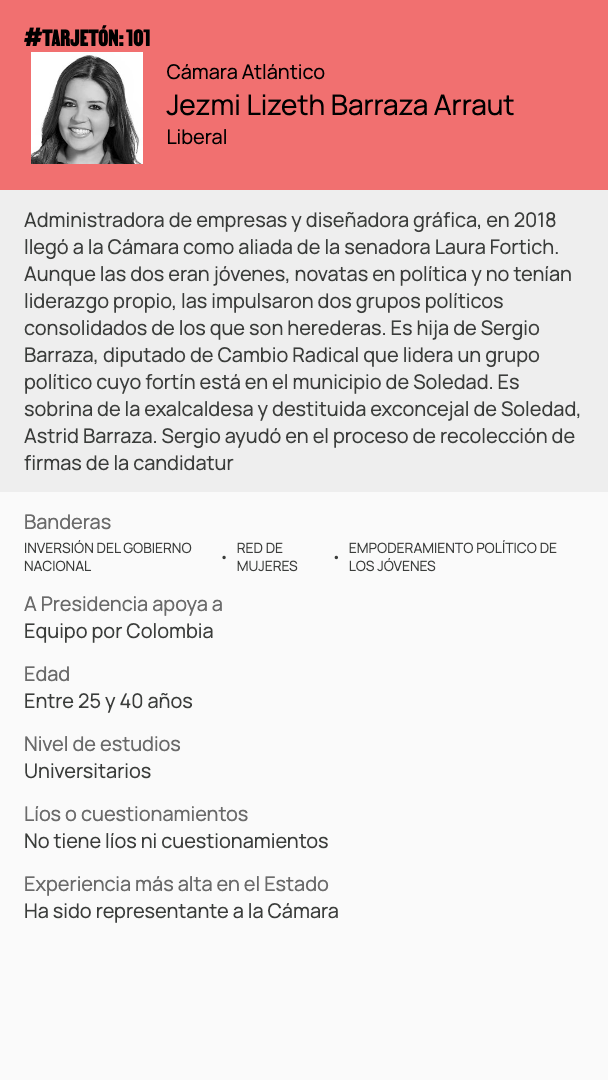 #TARJETÓN: 101
Cámara Atlántico
Jezmi Lizeth Barraza Arraut
Liberal
Administradora de empresas y diseñadora gráfica, en 2018
llegó a la Cámara como aliada de la senadora Laura Fortich.
Aunque las dos eran jóvenes, novatas en política y no tenían
liderazgo propio, las impulsaron dos grupos políticos
consolidados de los que son herederas. Es hija de Sergio
Barraza, diputado de Cambio Radical que lidera un grupo
político cuyo fortín está en el municipio de Soledad. Es
sobrina de la exalcaldesa y destituida exconcejal de Soledad,
Astrid Barraza. Sergio ayudó en el proceso de recolección de
firmas de la candidatur
Banderas
INVERSIÓN DEL GOBIERNO NACIONAL • RED DE MUJERES • EMPODERAMIENTO POLÍTICO DE LOS JÓVENES
A Presidencia apoya a
Equipo por Colombia
Edad
Entre 25 y 40 años
Nivel de estudios
Universitarios
Líos o cuestionamientos
No tiene líos ni cuestionamientos
Experiencia más alta en el Estado
Ha sido representante a la Cámara